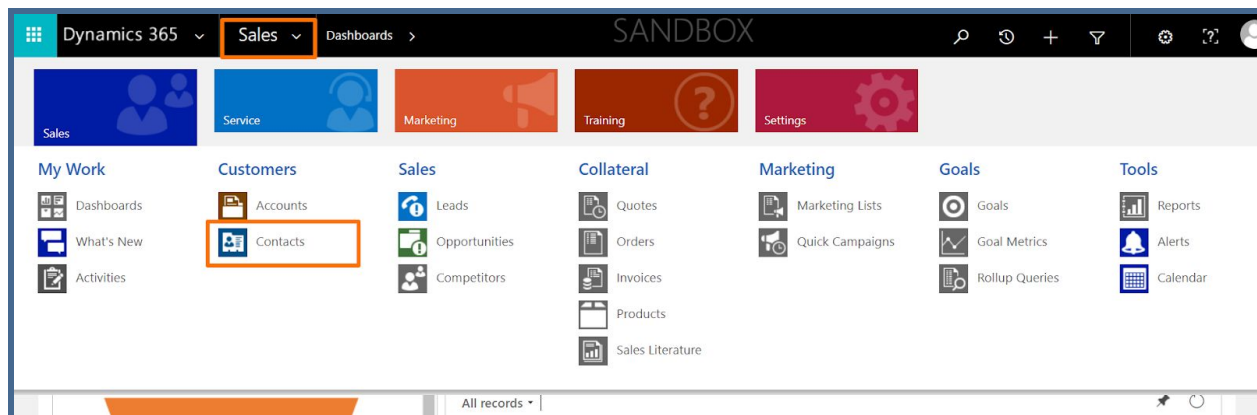 Dynamics 365 Sales Dashboards SANDBOX
Sales Service Marketing Training Settings
My Work Customers Sales Collateral Marketing Goals Tools
Dashboards Accounts Leads Quotes Marketing Lists Goals Reports
What's New Contacts Opportunities Orders Quick Campaigns Goal Metrics Alerts
Activities Competitors Invoices Rollup Queries Calendar
Products
Sales Literature
All records